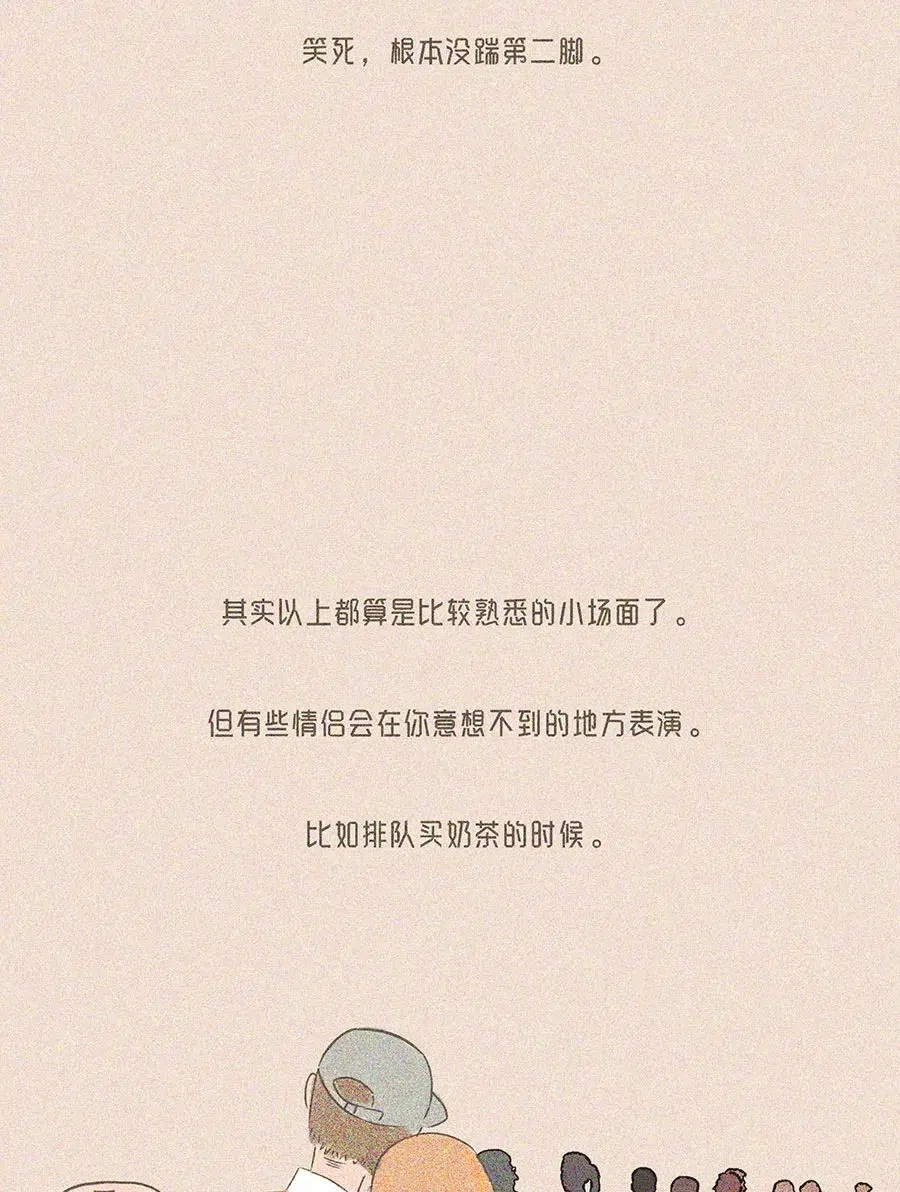 笑死，根本没踹第二脚。
其实以上都算是比较熟悉的小场面了。
但有些情侣会在你意想不到的地方表演。
比如排队买奶茶的时候。